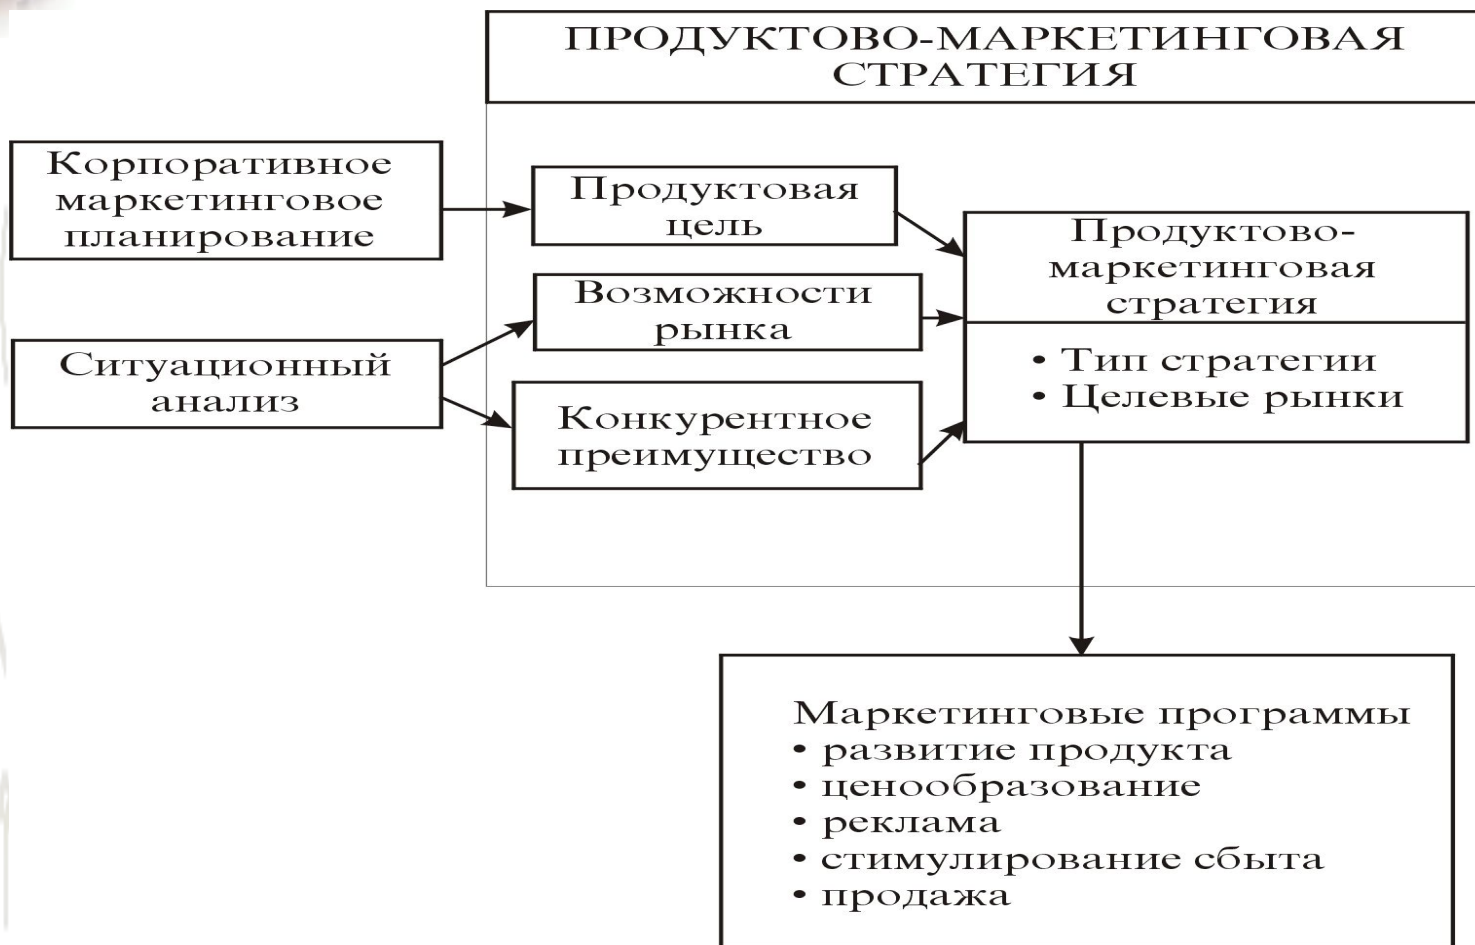 ПРОДУКТОВО-МАРКЕТИНГОВАЯ
СТРАТЕГИЯ
Корпоративное
маркетинговое
планирование
Продуктовая
цель
Возможности
рынка
Ситуационный
анализ
Конкурентное
преимущество
Продуктово-
маркетинговая
стратегия
• Тип стратегии
• Целевые рынки
Маркетинговые программы
• развитие продукта
• ценообразование
• реклама
• стимулирование сбыта
• продажа